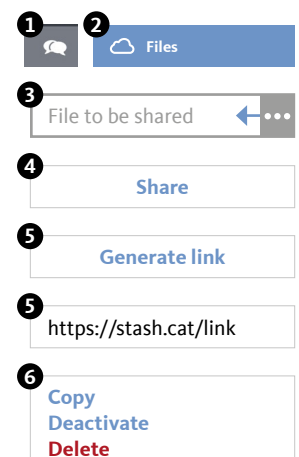 1 2
Files
3
File to be shared
4
Share
5
Generate link
5
https://stash.cat/link
6
Copy
Deactivate
Delete